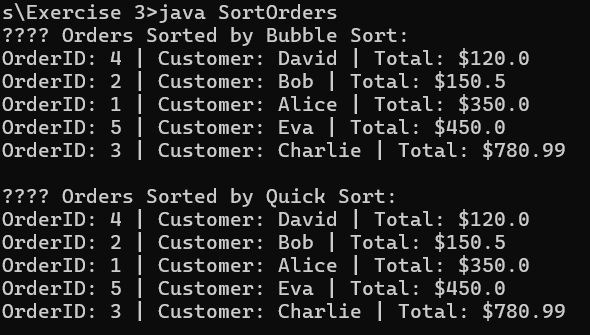 s\Exercise 3>java SortOrders
???? Orders Sorted by Bubble Sort:
OrderID: 4 | Customer: David | Total: $120.0
OrderID: 2 | Customer: Bob | Total: $150.5
OrderID: 1 | Customer: Alice | Total: $350.0
OrderID: 5 | Customer: Eva | Total: $450.0
OrderID: 3 | Customer: Charlie | Total: $780.99

???? Orders Sorted by Quick Sort:
OrderID: 4 | Customer: David | Total: $120.0
OrderID: 2 | Customer: Bob | Total: $150.5
OrderID: 1 | Customer: Alice | Total: $350.0
OrderID: 5 | Customer: Eva | Total: $450.0
OrderID: 3 | Customer: Charlie | Total: $780.99